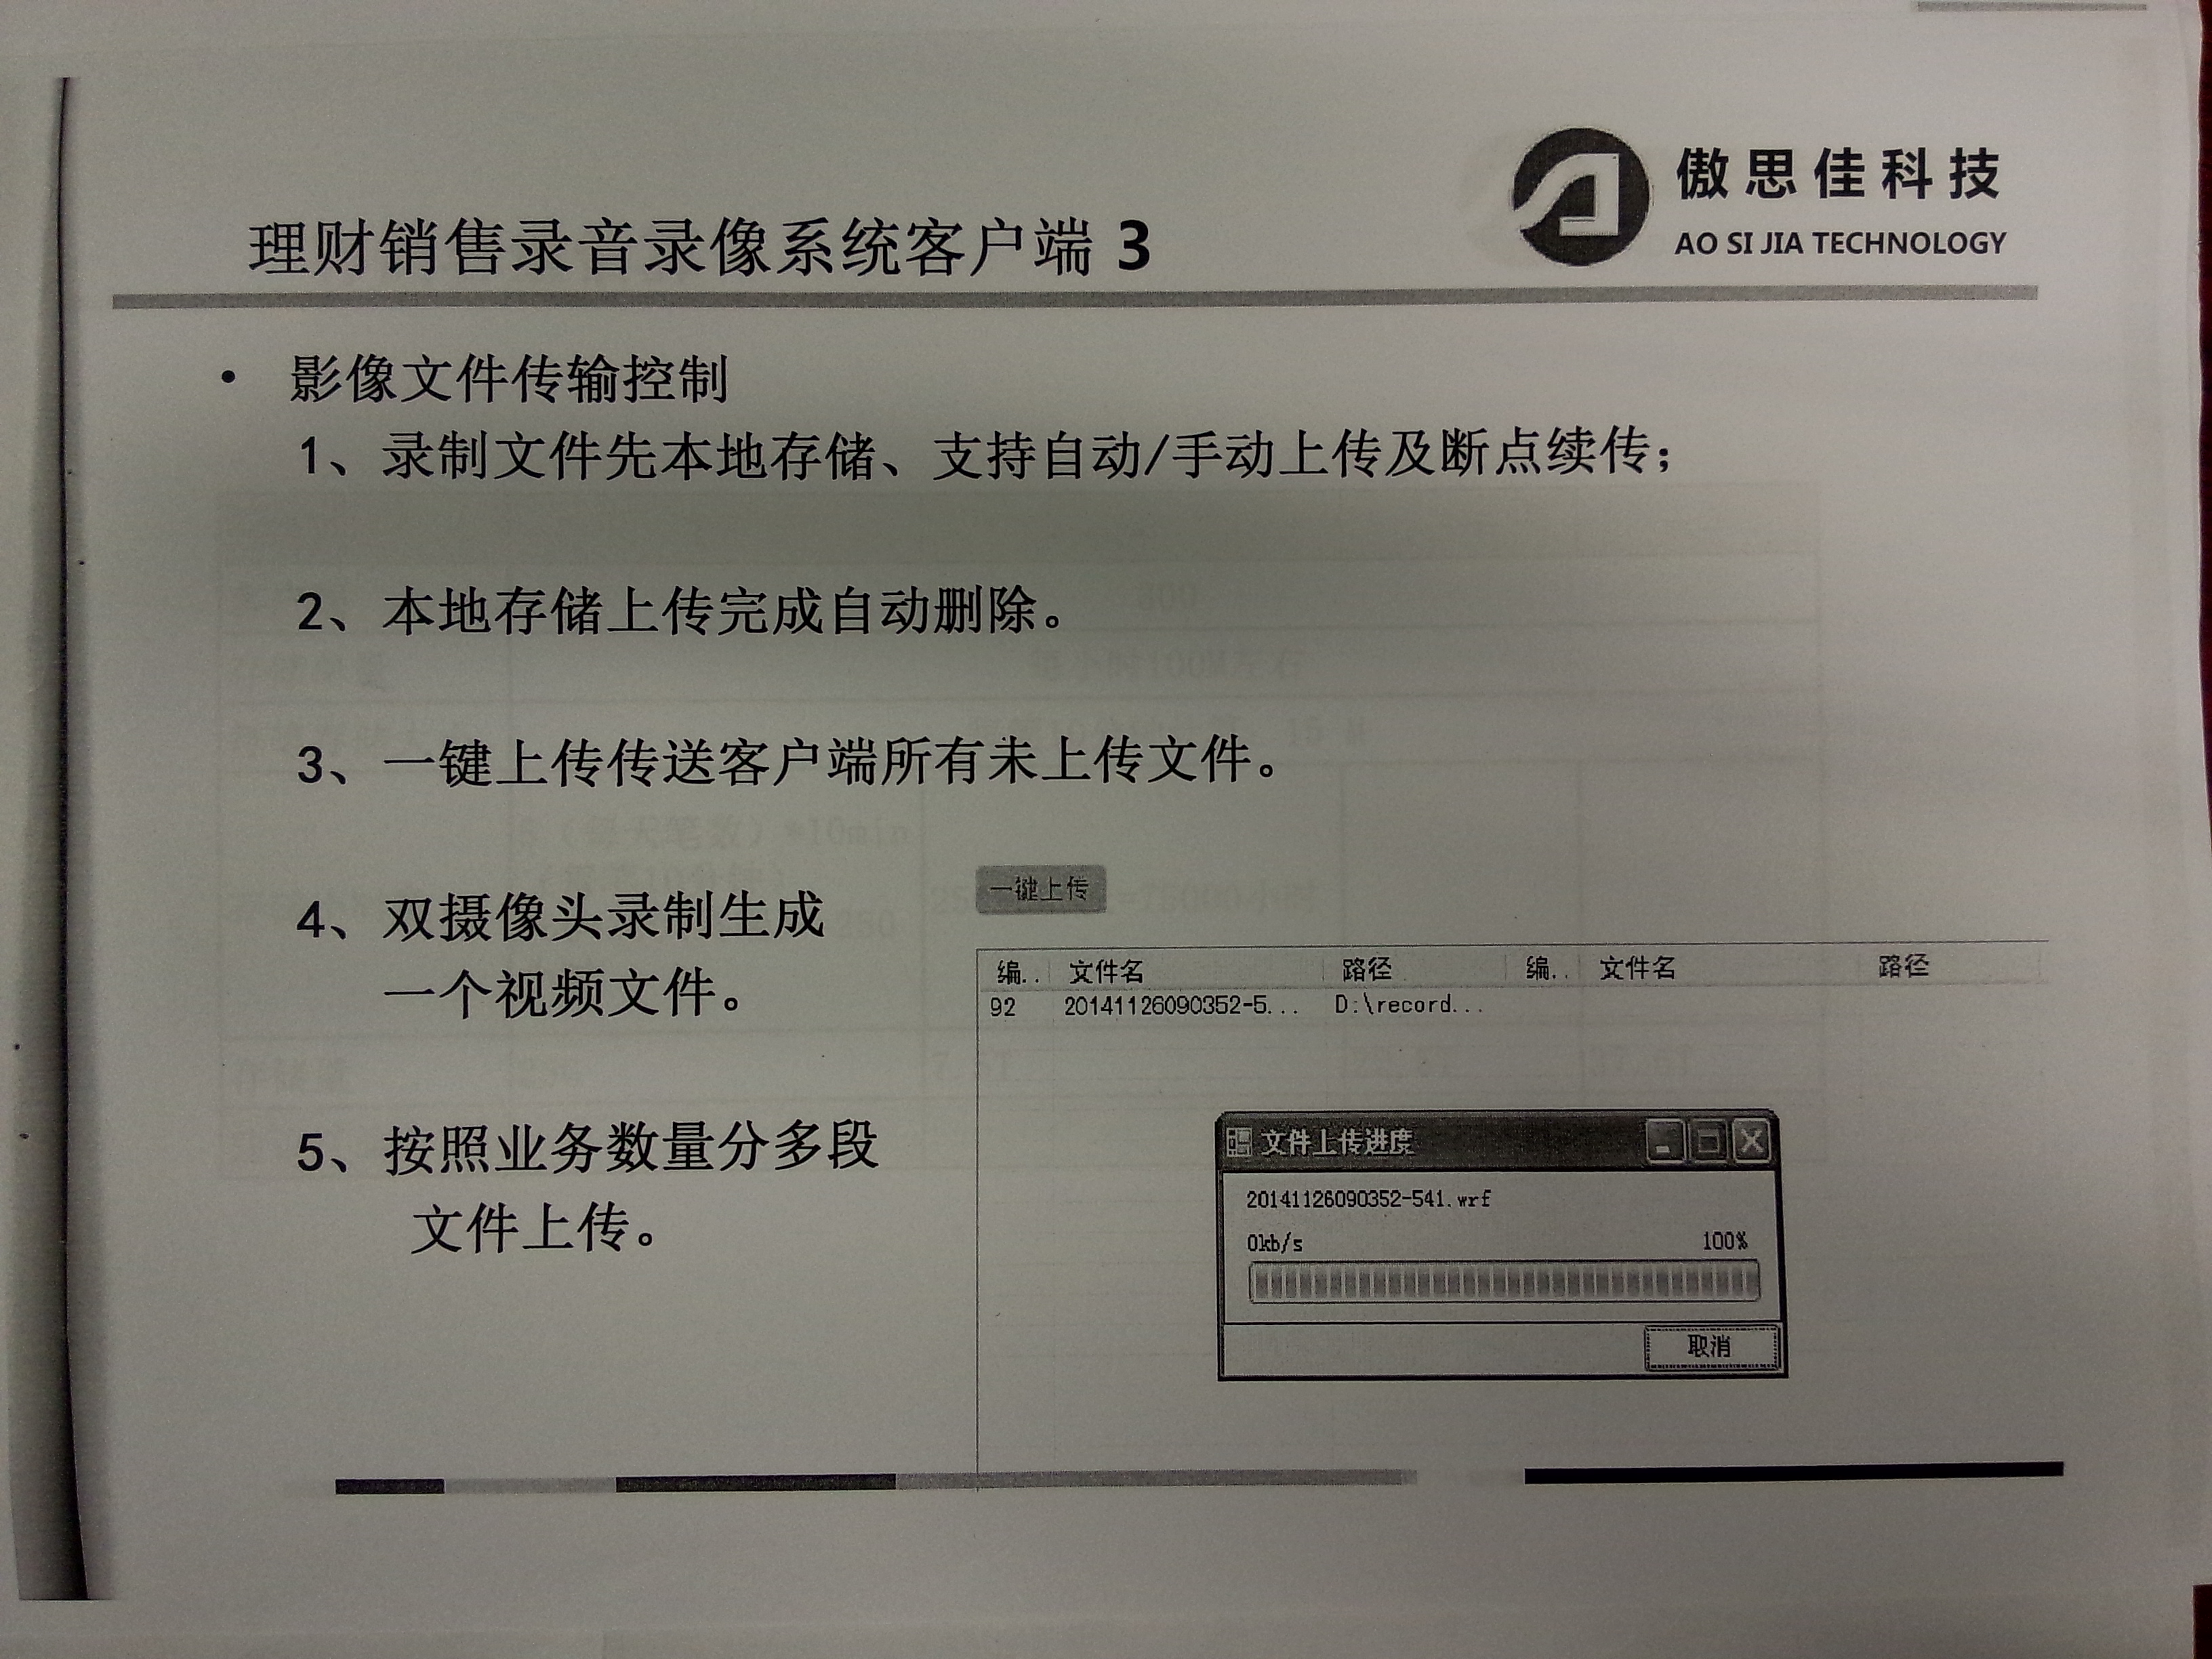 傲思佳科技
AO SI JIA TECHNOLOGY
理财销售录音录像系统客户端 3
• 影像文件传输控制
1、录制文件先本地存储、支持自动/手动上传及断点续传；
2、本地存储上传完成自动删除。
3、一键上传传送客户端所有未上传文件。
4、双摄像头录制生成
一个视频文件。
5、按照业务数量分多段
文件上传。
一键上传
编.. 文件名 路径 编.. 文件名 路径
92 20141126090352-5... D:\record...
文件上传进度
20141126090352-541.wrf
0kb/s 100%
取消